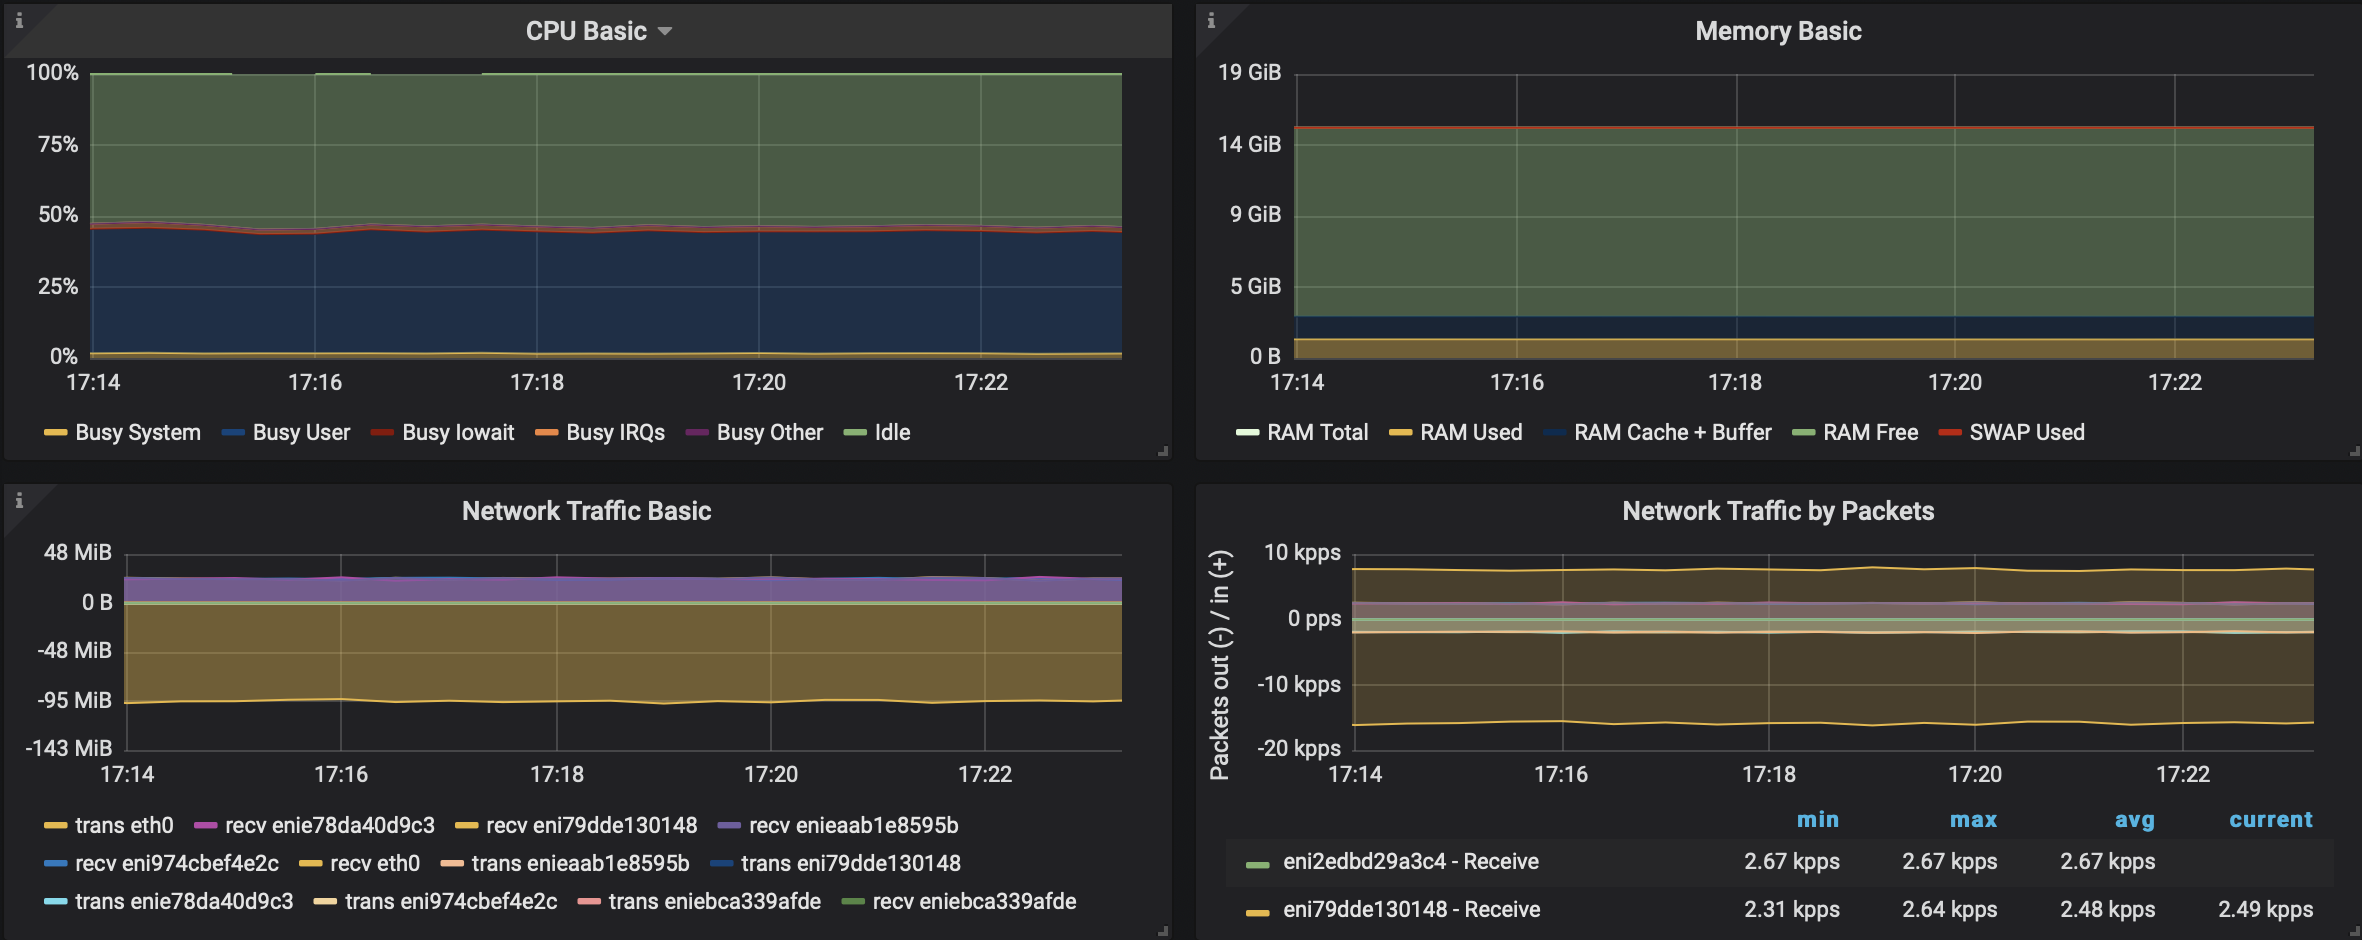 CPU Basic
100%
75%
50%
25%
0%
17:14 17:16 17:18 17:20 17:22
Busy System Busy User Busy Iowait Busy IRQs Busy Other Idle
Memory Basic
19 GiB
14 GiB
9 GiB
5 GiB
0 B
17:14 17:16 17:18 17:20 17:22
RAM Total RAM Used RAM Cache + Buffer RAM Free SWAP Used
Network Traffic Basic
48 MiB
0 B
-48 MiB
-95 MiB
-143 MiB
17:14 17:16 17:18 17:20 17:22
trans eth0 recv enie78da40d9c3 recv eni79dde130148 recv enieaab1e8595b
recv eni974cbef4e2c recv eth0 trans enieaab1e8595b trans eni79dde130148
trans enie78da40d9c3 trans eni974cbef4e2c trans eniebca339afde recv eniebca339afde
Network Traffic by Packets
Packets out (-) / in (+)
10 kpps
0 pps
-10 kpps
-20 kpps
17:14 17:16 17:18 17:20 17:22
min max avg current
eni2edbd29a3c4 - Receive 2.67 kpps 2.67 kpps 2.67 kpps
eni79dde130148 - Receive 2.31 kpps 2.64 kpps 2.48 kpps 2.49 kpps